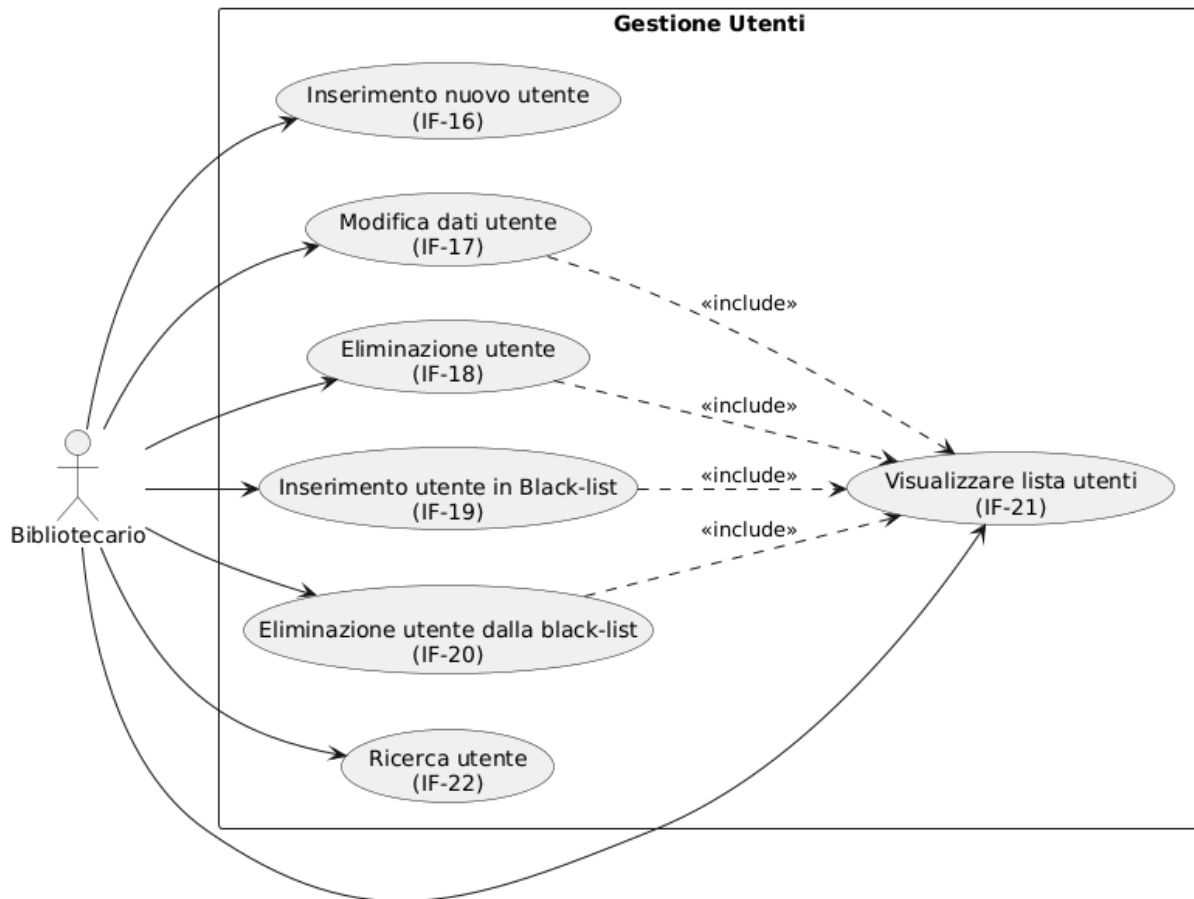 Gestione Utenti
Inserimento nuovo utente
(IF-16)
Modifica dati utente
(IF-17)
«include»
Eliminazione utente
(IF-18)
«include»
Inserimento utente in Black-list
(IF-19)
«include»
Visualizzare lista utenti
(IF-21)
Bibliotecario
«include»
Eliminazione utente dalla black-list
(IF-20)
Ricerca utente
(IF-22)